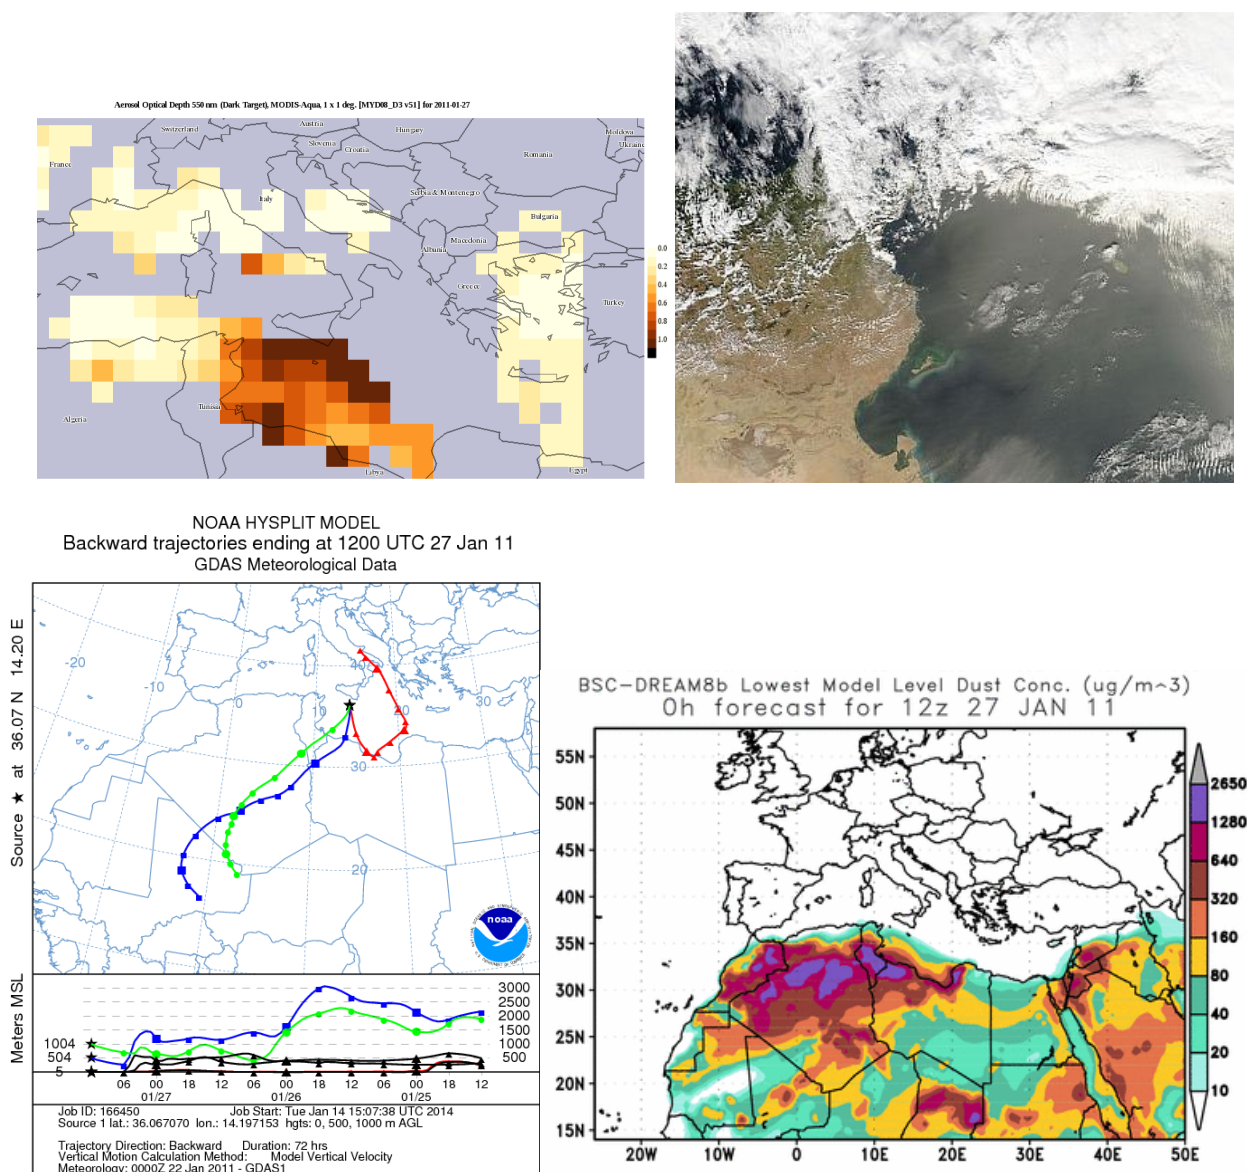 Aerosol Optical Depth 550 nm (Dark Target), MODIS-Aqua, 1 x 1 deg. [MYD08_D3 v51] for 2011-01-27
Switzerland
Austria
Hungary
Moldova
Slovenia
Croatia
Ukraine
France
Romania
Italy
Serbia & Montenegro
Bulgaria
Macedonia
Albania
Greece
Turkey
Tunisia
Algeria
Libya
Egypt
0.0
0.2
0.4
0.6
0.8
1.0
NOAA HYSPLIT MODEL
Backward trajectories ending at 1200 UTC 27 Jan 11
GDAS Meteorological Data
Source ★ at 36.07 N 14.20 E
-20
-10
0
10
20
30
40
30
20
noaa
Meters MSL
3000
2500
2000
1500
1000
500
1004
504
5
06 00 18 12 06 00 18 12 06 00 18 12
01/27 01/26 01/25
Job ID: 166450 Job Start: Tue Jan 14 15:07:38 UTC 2014
Source 1 lat.: 36.067070 lon.: 14.197153 hgts: 0, 500, 1000 m AGL
Trajectory Direction: Backward Duration: 72 hrs
Vertical Motion Calculation Method: Model Vertical Velocity
Meteorology: 0000Z 22 Jan 2011 - GDAS1
BSC-DREAM8b Lowest Model Level Dust Conc. (ug/m^3)
0h forecast for 12z 27 JAN 11
55N
50N
45N
40N
35N
30N
25N
20N
15N
20W 10W 0 10E 20E 30E 40E 50E
2650
1280
640
320
160
80
40
20
10